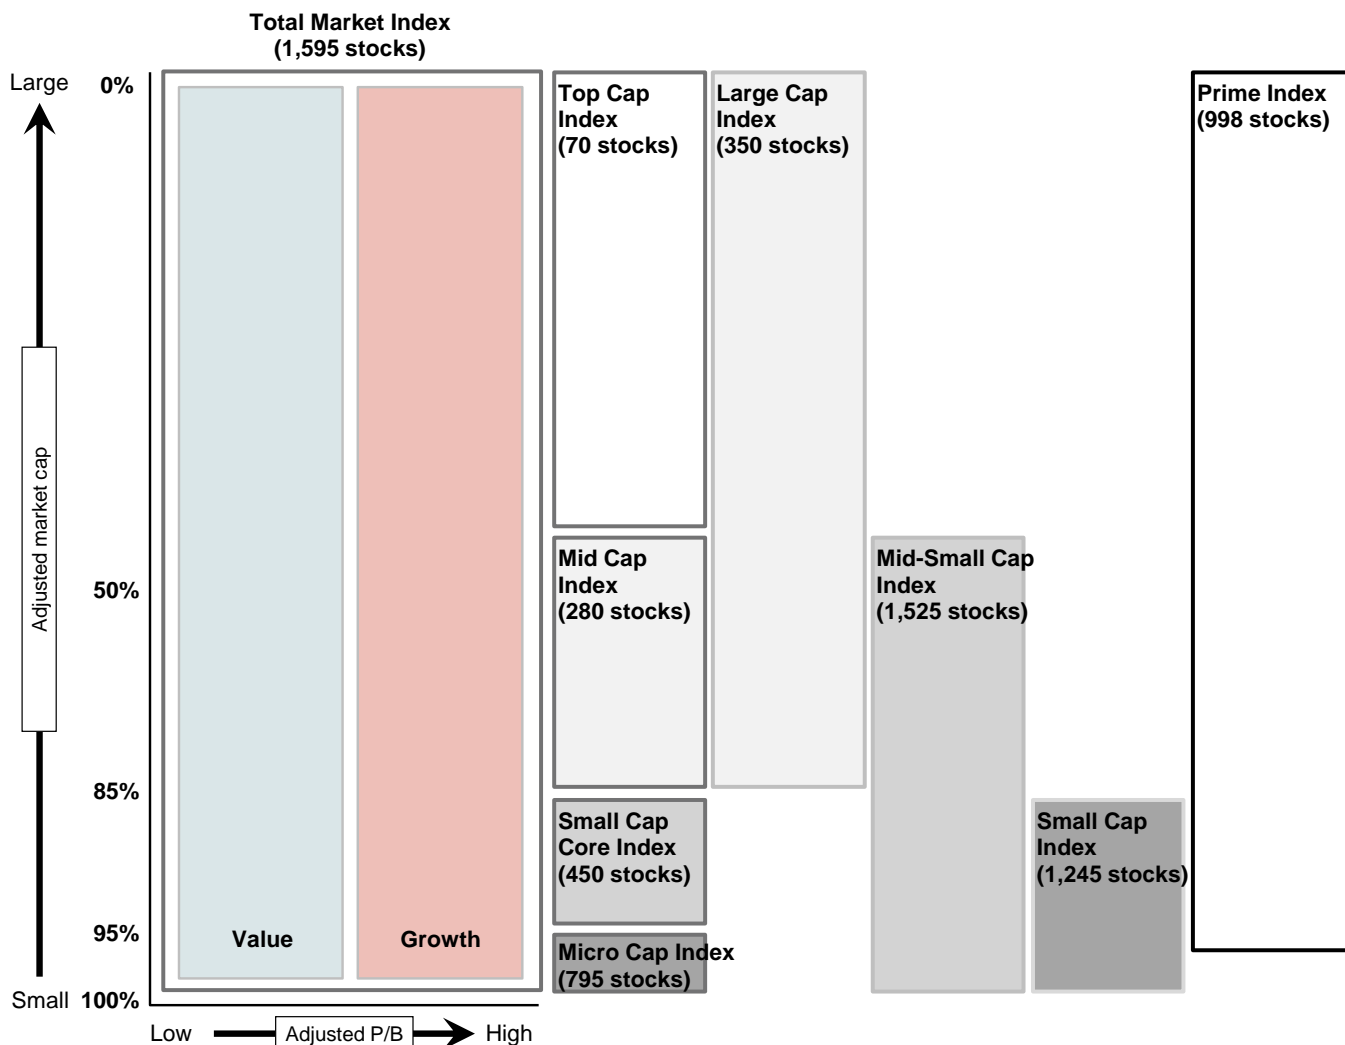 Total Market Index
(1,595 stocks)
Large
0%
Top Cap
Index
(70 stocks)
Large Cap
Index
(350 stocks)
Prime Index
(998 stocks)
Adjusted market cap
50%
Mid Cap
Index
(280 stocks)
Mid-Small Cap
Index
(1,525 stocks)
85%
Small Cap
Core Index
(450 stocks)
Small Cap
Index
(1,245 stocks)
95%
Value
Growth
Micro Cap Index
(795 stocks)
Small
100%
Low
Adjusted P/B
High